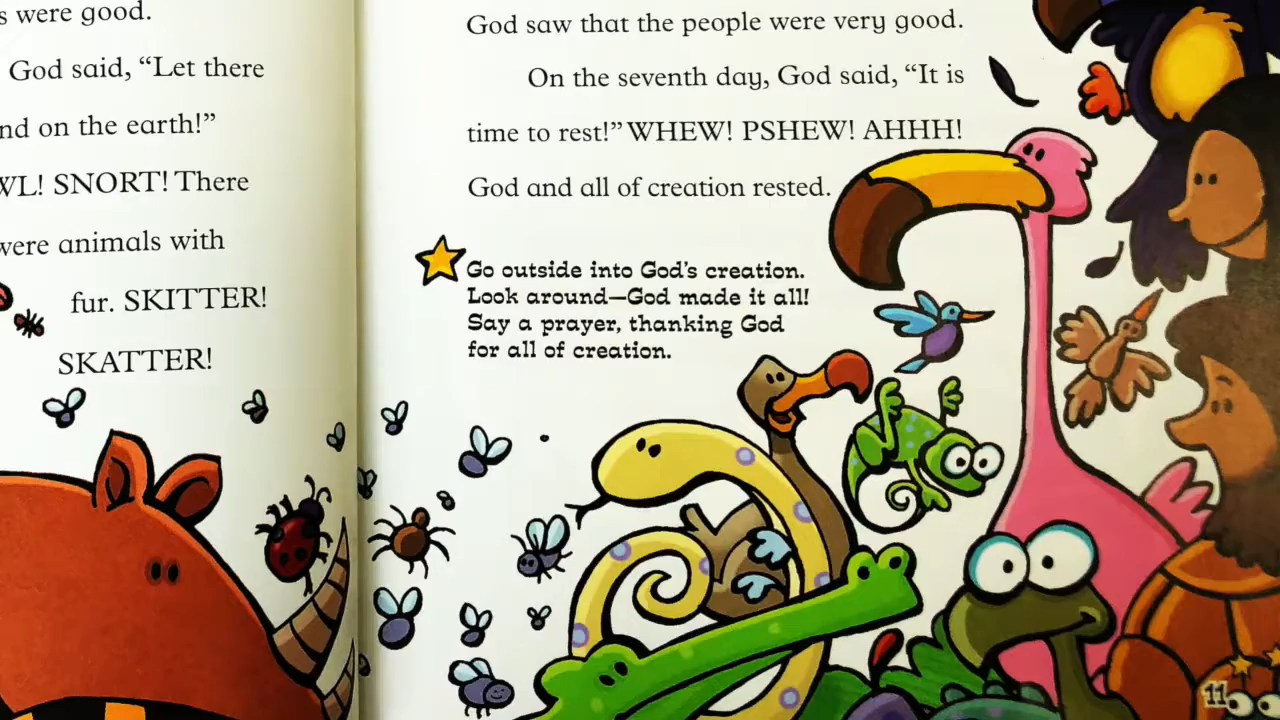 s were good.
God said, “Let there
nd on the earth!”
WL! SNORT! There
were animals with
fur. SKITTER!
SKATTER!
God saw that the people were very good.
On the seventh day, God said, “It is
time to rest!” WHEW! PSHEW! AHHH!
God and all of creation rested.
Go outside into God’s creation.
Look around—God made it all!
Say a prayer, thanking God
for all of creation.
11